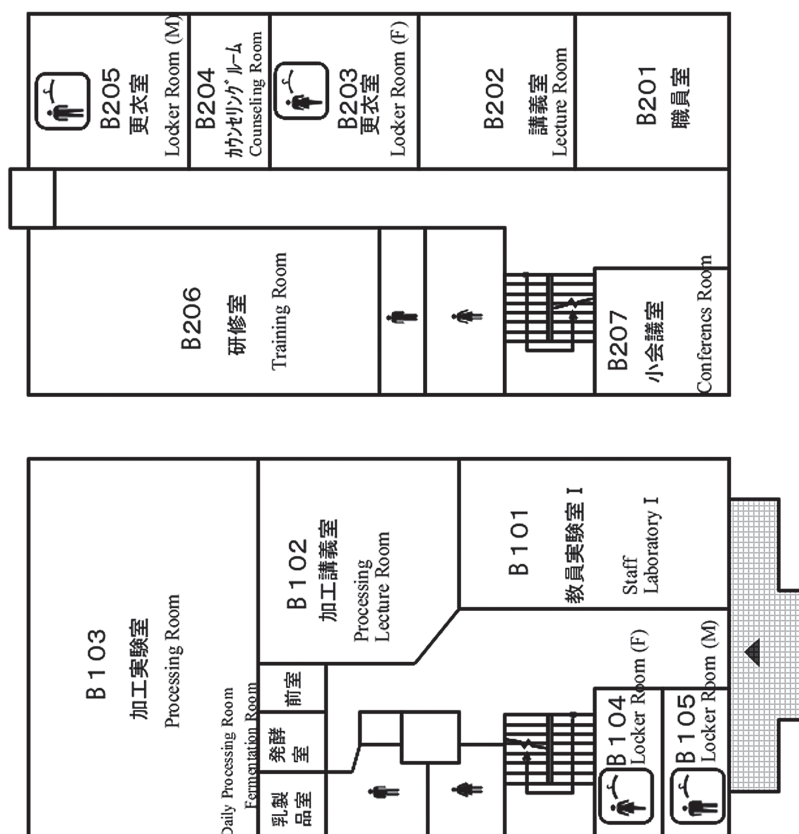 B205
更衣室
Locker Room (M)
B204
ｶｳﾝｾﾘﾝｸﾞﾙｰﾑ
Counseling Room
B203
更衣室
Locker Room (F)
B202
講義室
Lecture Room
B201
職員室
B206
研修室
Training Room
B207
小会議室
Conferencs Room
B103
加工実験室
Processing Room
B102
加工講義室
Processing
Lecture Room
B101
教員実験室Ⅰ
Staff
Laboratory I
Daily Processing Room
Fermentation Room
前室
発酵
室
乳製
品室
B104
Locker Room (F)
B105
Locker Room (M)